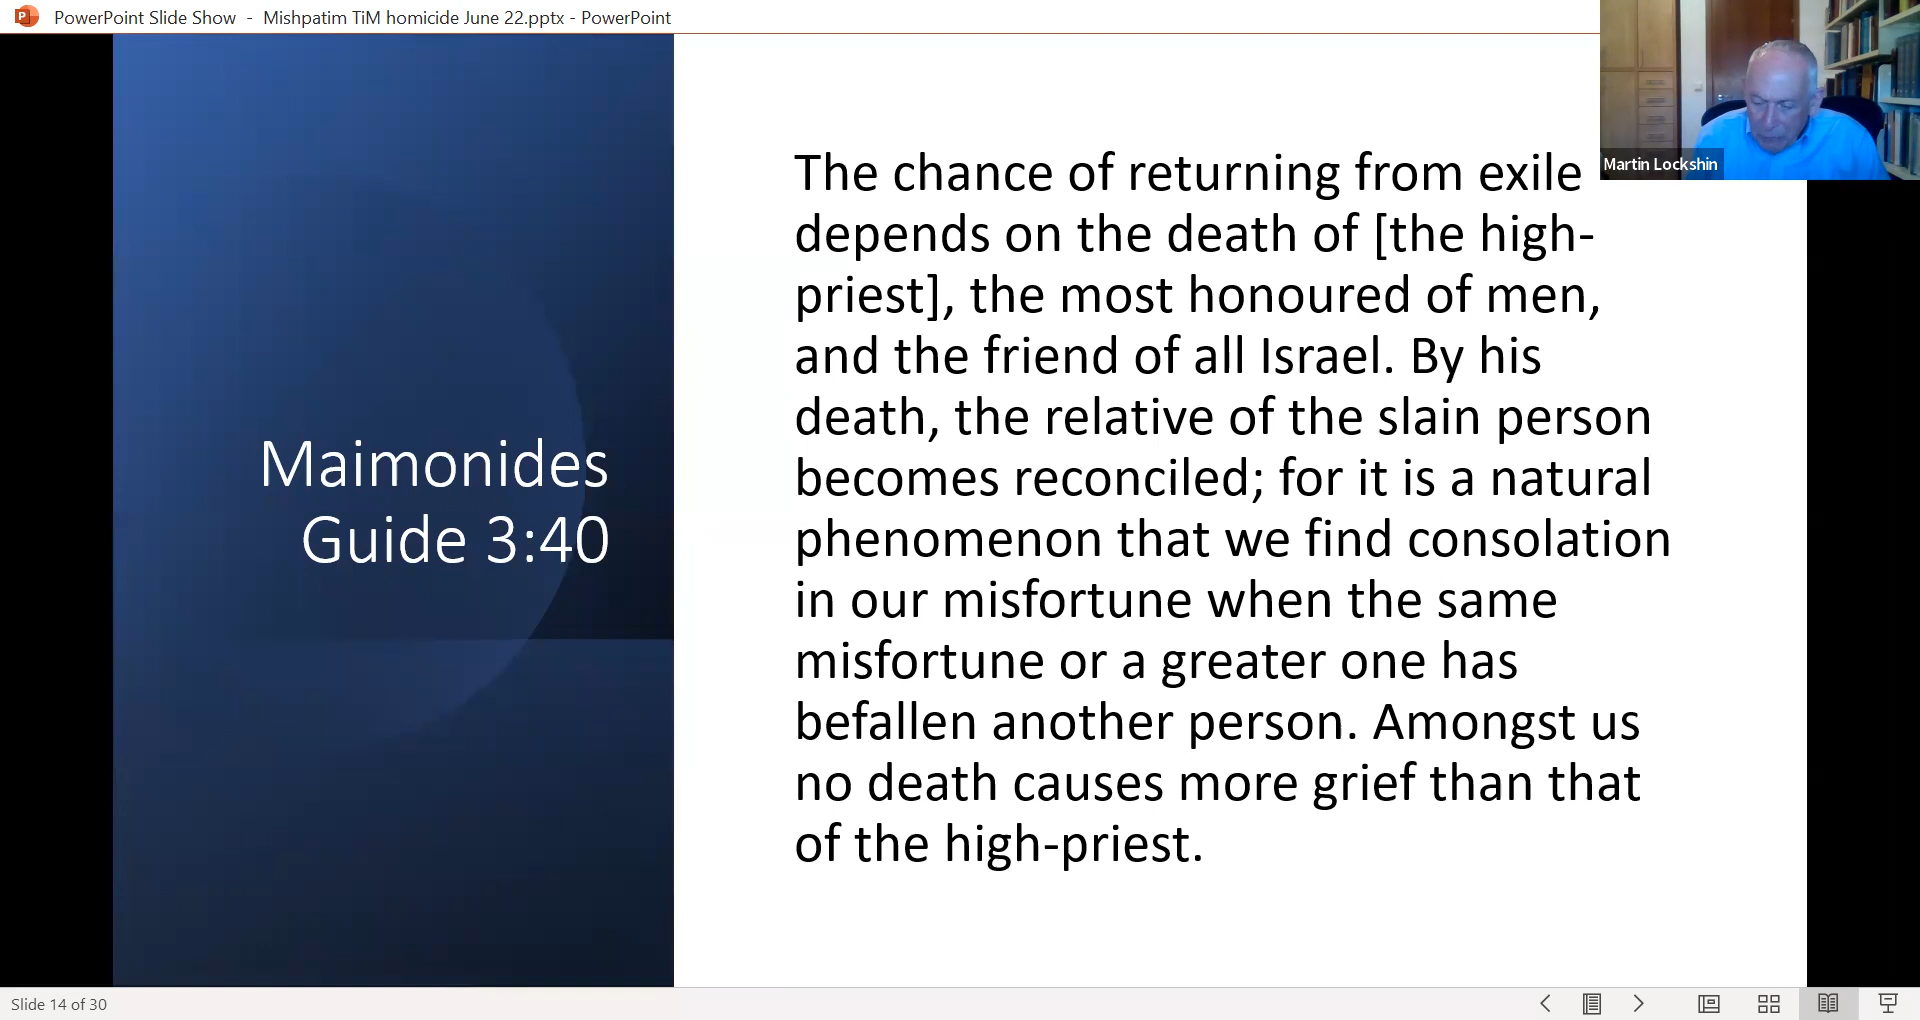 PowerPoint Slide Show - Mishpatim TiM homicide June 22.pptx - PowerPoint
Martin Lockshin
Maimonides
Guide 3:40
The chance of returning from exile
depends on the death of [the high-
priest], the most honoured of men,
and the friend of all Israel. By his
death, the relative of the slain person
becomes reconciled; for it is a natural
phenomenon that we find consolation
in our misfortune when the same
misfortune or a greater one has
befallen another person. Amongst us
no death causes more grief than that
of the high-priest.
Slide 14 of 30